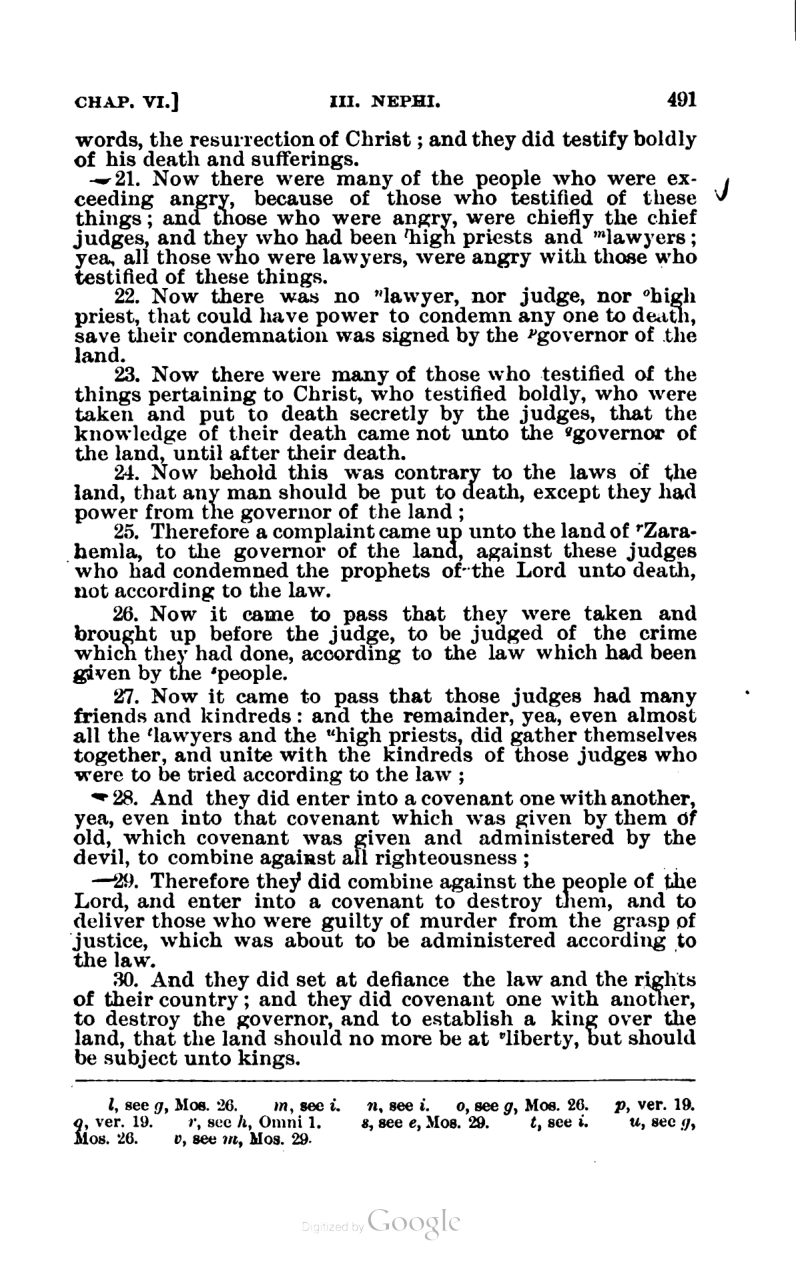 CHAP. VI.] III. NEPHI. 491
words, the resurrection of Christ ; and they did testify boldly
of his death and sufferings.
21. Now there were many of the people who were ex-
ceeding angry, because of those who testified of these
things ; and those who were angry, were chiefly the chief
judges, and they who had been ˡhigh priests and ᵐlawyers ;
yea, all those who were lawyers, were angry with those who
testified of these things.
22. Now there was no ⁿlawyer, nor judge, nor ᵒhigh
priest, that could have power to condemn any one to death,
save their condemnation was signed by the ᵖgovernor of the
land.
23. Now there were many of those who testified of the
things pertaining to Christ, who testified boldly, who were
taken and put to death secretly by the judges, that the
knowledge of their death came not unto the qgovernor of
the land, until after their death.
24. Now behold this was contrary to the laws of the
land, that any man should be put to death, except they had
power from the governor of the land ;
25. Therefore a complaint came up unto the land of ʳZara-
hemla, to the governor of the land, against these judges
who had condemned the prophets of the Lord unto death,
not according to the law.
26. Now it came to pass that they were taken and
brought up before the judge, to be judged of the crime
which they had done, according to the law which had been
given by the ˢpeople.
27. Now it came to pass that those judges had many
friends and kindreds : and the remainder, yea, even almost
all the ᵗlawyers and the ᵘhigh priests, did gather themselves
together, and unite with the kindreds of those judges who
were to be tried according to the law ;
28. And they did enter into a covenant one with another,
yea, even into that covenant which was given by them of
old, which covenant was given and administered by the
devil, to combine against all righteousness ;
29. Therefore they did combine against the people of the
Lord, and enter into a covenant to destroy them, and to
deliver those who were guilty of murder from the grasp of
justice, which was about to be administered according to
the law.
30. And they did set at defiance the law and the rights
of their country ; and they did covenant one with another,
to destroy the governor, and to establish a king over the
land, that the land should no more be at ᵛliberty, but should
be subject unto kings.
l, see g, Mos. 26. m, see i. n, see i. o, see g, Mos. 26. p, ver. 19.
q, ver. 19. r, see h, Omni 1. s, see e, Mos. 29. t, see i. u, see g,
Mos. 26. v, see m, Mos. 29.
Digitized by Google